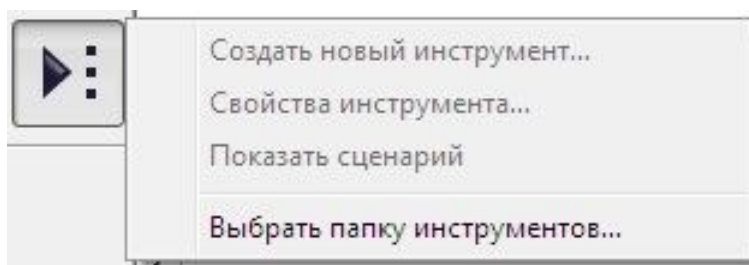 Создать новый инструмент...
Свойства инструмента...
Показать сценарий
Выбрать папку инструментов...